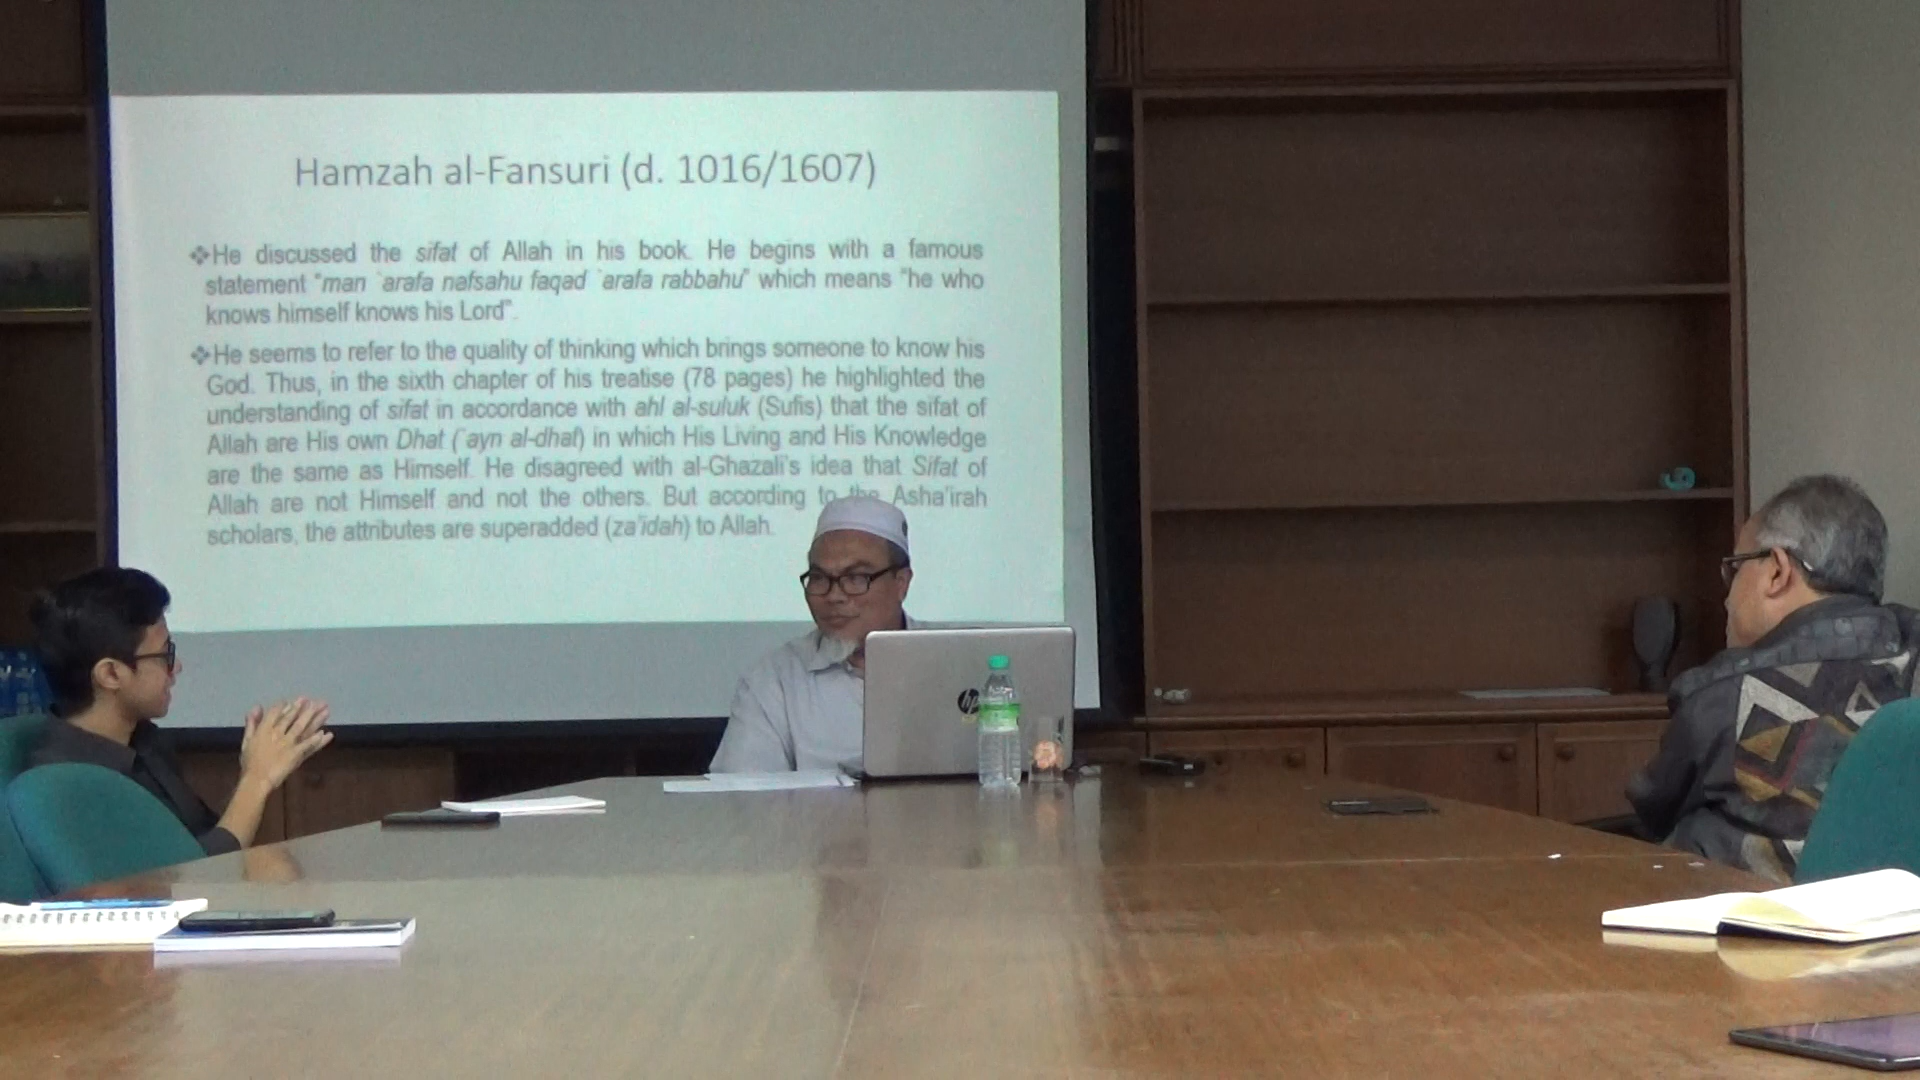 Hamzah al-Fansuri (d. 1016/1607)
❖He discussed the sifat of Allah in his book. He begins with a famous
statement “man `arafa nafsahu faqad `arafa rabbahu” which means “he who
knows himself knows his Lord”.
❖He seems to refer to the quality of thinking which brings someone to know his
God. Thus, in the sixth chapter of his treatise (78 pages) he highlighted the
understanding of sifat in accordance with ahl al-suluk (Sufis) that the sifat of
Allah are His own Dhat (`ayn al-dhat) in which His Living and His Knowledge
are the same as Himself. He disagreed with al-Ghazali’s idea that Sifat of
Allah are not Himself and not the others. But according to the Asha’irah
scholars, the attributes are superadded (za’idah) to Allah.
hp